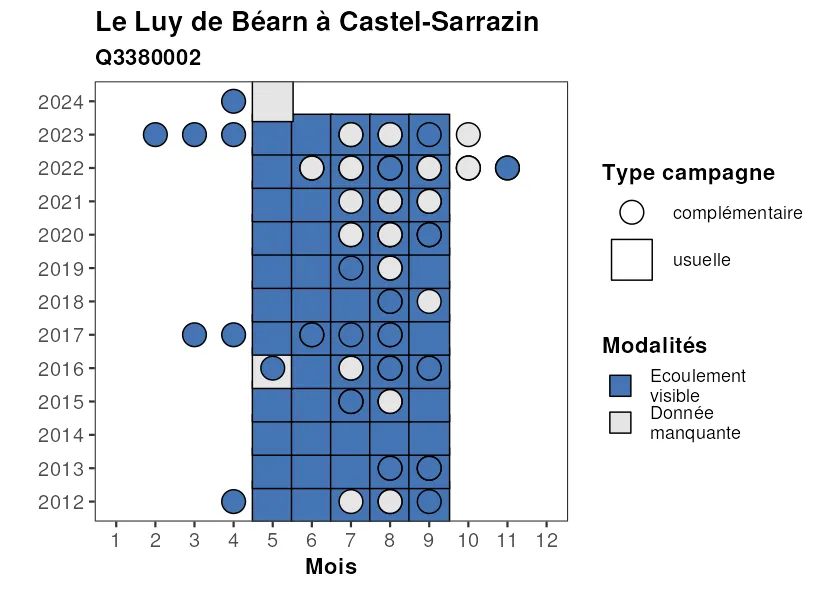 Le Luy de Béarn à Castel-Sarrazin
Q3380002
2024
2023
2022
2021
2020
2019
2018
2017
2016
2015
2014
2013
2012
1 2 3 4 5 6 7 8 9 10 11 12
Mois
Type campagne
complémentaire
usuelle
Modalités
Ecoulement
visible
Donnée
manquante